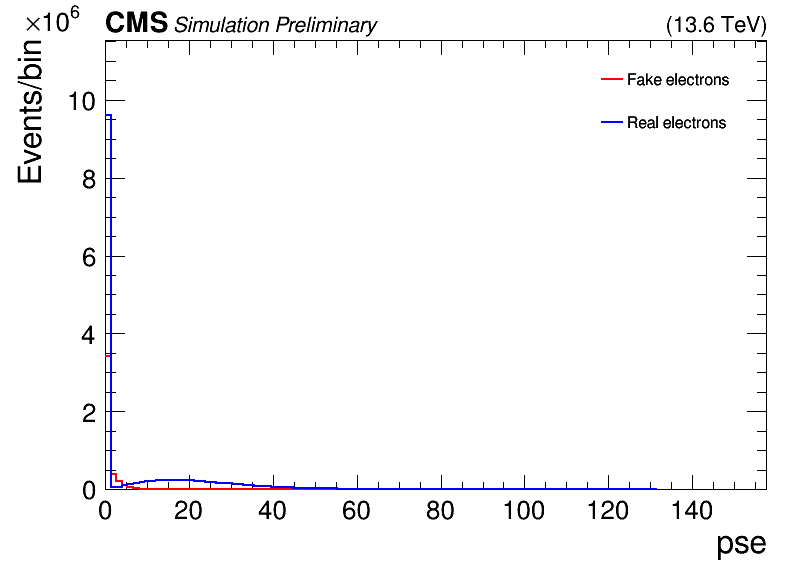 ×10⁶
CMS Simulation Preliminary (13.6 TeV)
Events/bin
Fake electrons
Real electrons
10
8
6
4
2
0
0 20 40 60 80 100 120 140
pse